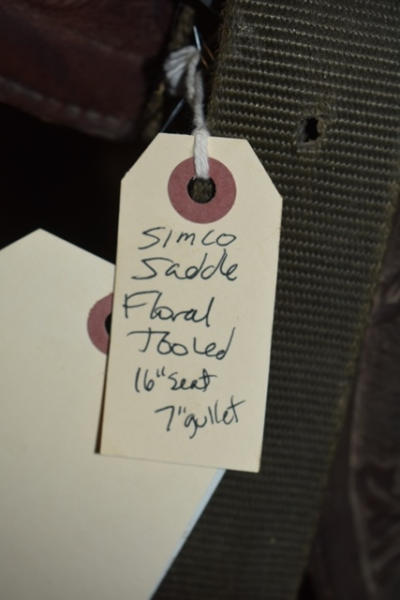 Simco
Saddle
Floral
Tooled
16" Seat
7" gullet